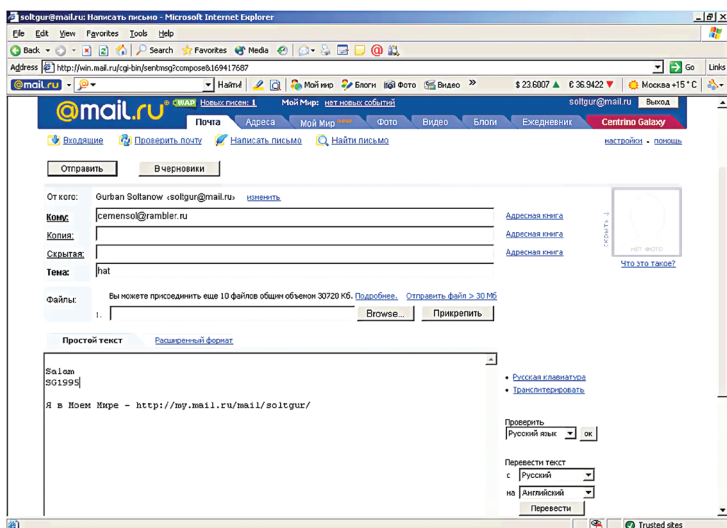 soltgur@mail.ru: Написать письмо - Microsoft Internet Explorer
File Edit View Favorites Tools Help
Back Search Favorites Media
Address http://win.mail.ru/cgi-bin/sentmsg?compose&169417687 Go Links
@mail.ru Найти! Мой мир Блоги Фото Видео » $ 23.6007 € 36.9422 Москва +15°C
@mail.ru WAP Новых писем: 1 Мой Мир: нет новых событий soltgur@mail.ru Выход
Почта Адреса Мой Мир Фото Видео Блоги Ежедневник Centrino Galaxy
Входящие Проверить почту Написать письмо Найти письмо настройки - помощь
Отправить В черновики
От кого: Gurban Soltanow <soltgur@mail.ru> изменить
Кому: cemensol@rambler.ru Адресная книга
Копия: Адресная книга
Скрытая: Адресная книга
Тема: hat
скрыть
НЕТ ФОТО
Что это такое?
Файлы: Вы можете присоединить еще 10 файлов общим объемом 30720 Кб. Подробнее. Отправить файл > 30 Мб
1. Browse... Прикрепить
Простой текст Расширенный формат
Salam
SG1995
Я в Моем Мире - http://my.mail.ru/mail/soltgur/
• Русская клавиатура
• Транслитерировать
Проверить
Русский язык ок
Перевести текст
с Русский
на Английский
Перевести
Trusted sites